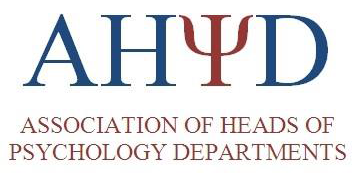 AHΨD
ASSOCIATION OF HEADS OF
PSYCHOLOGY DEPARTMENTS